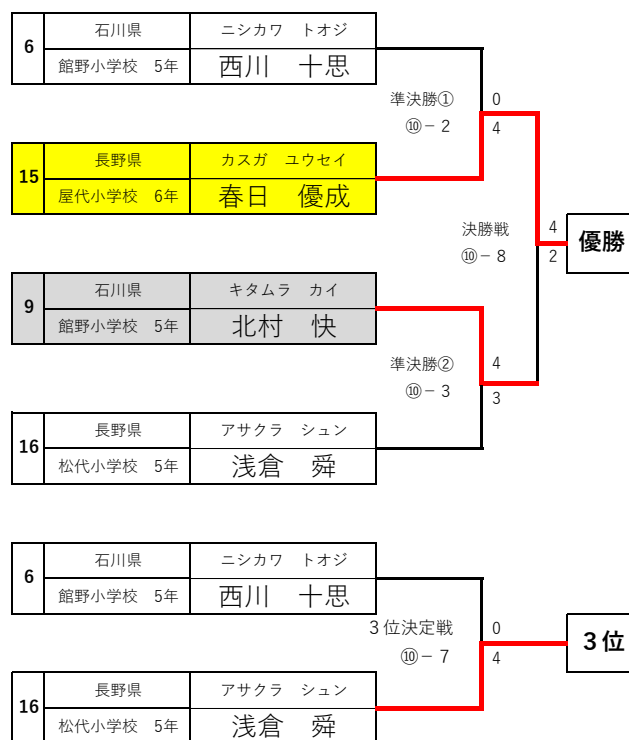 6 石川県 ニシカワ トオジ
館野小学校 5年 西川 十思
準決勝① 0
⑩－2 4
15 長野県 カスガ ユウセイ
屋代小学校 6年 春日 優成
決勝戦 4
⑩－8 2
優勝
9 石川県 キタムラ カイ
館野小学校 5年 北村 快
準決勝② 4
⑩－3 3
16 長野県 アサクラ シュン
松代小学校 5年 浅倉 舜
6 石川県 ニシカワ トオジ
館野小学校 5年 西川 十思
３位決定戦 0
⑩－7 4
３位
16 長野県 アサクラ シュン
松代小学校 5年 浅倉 舜